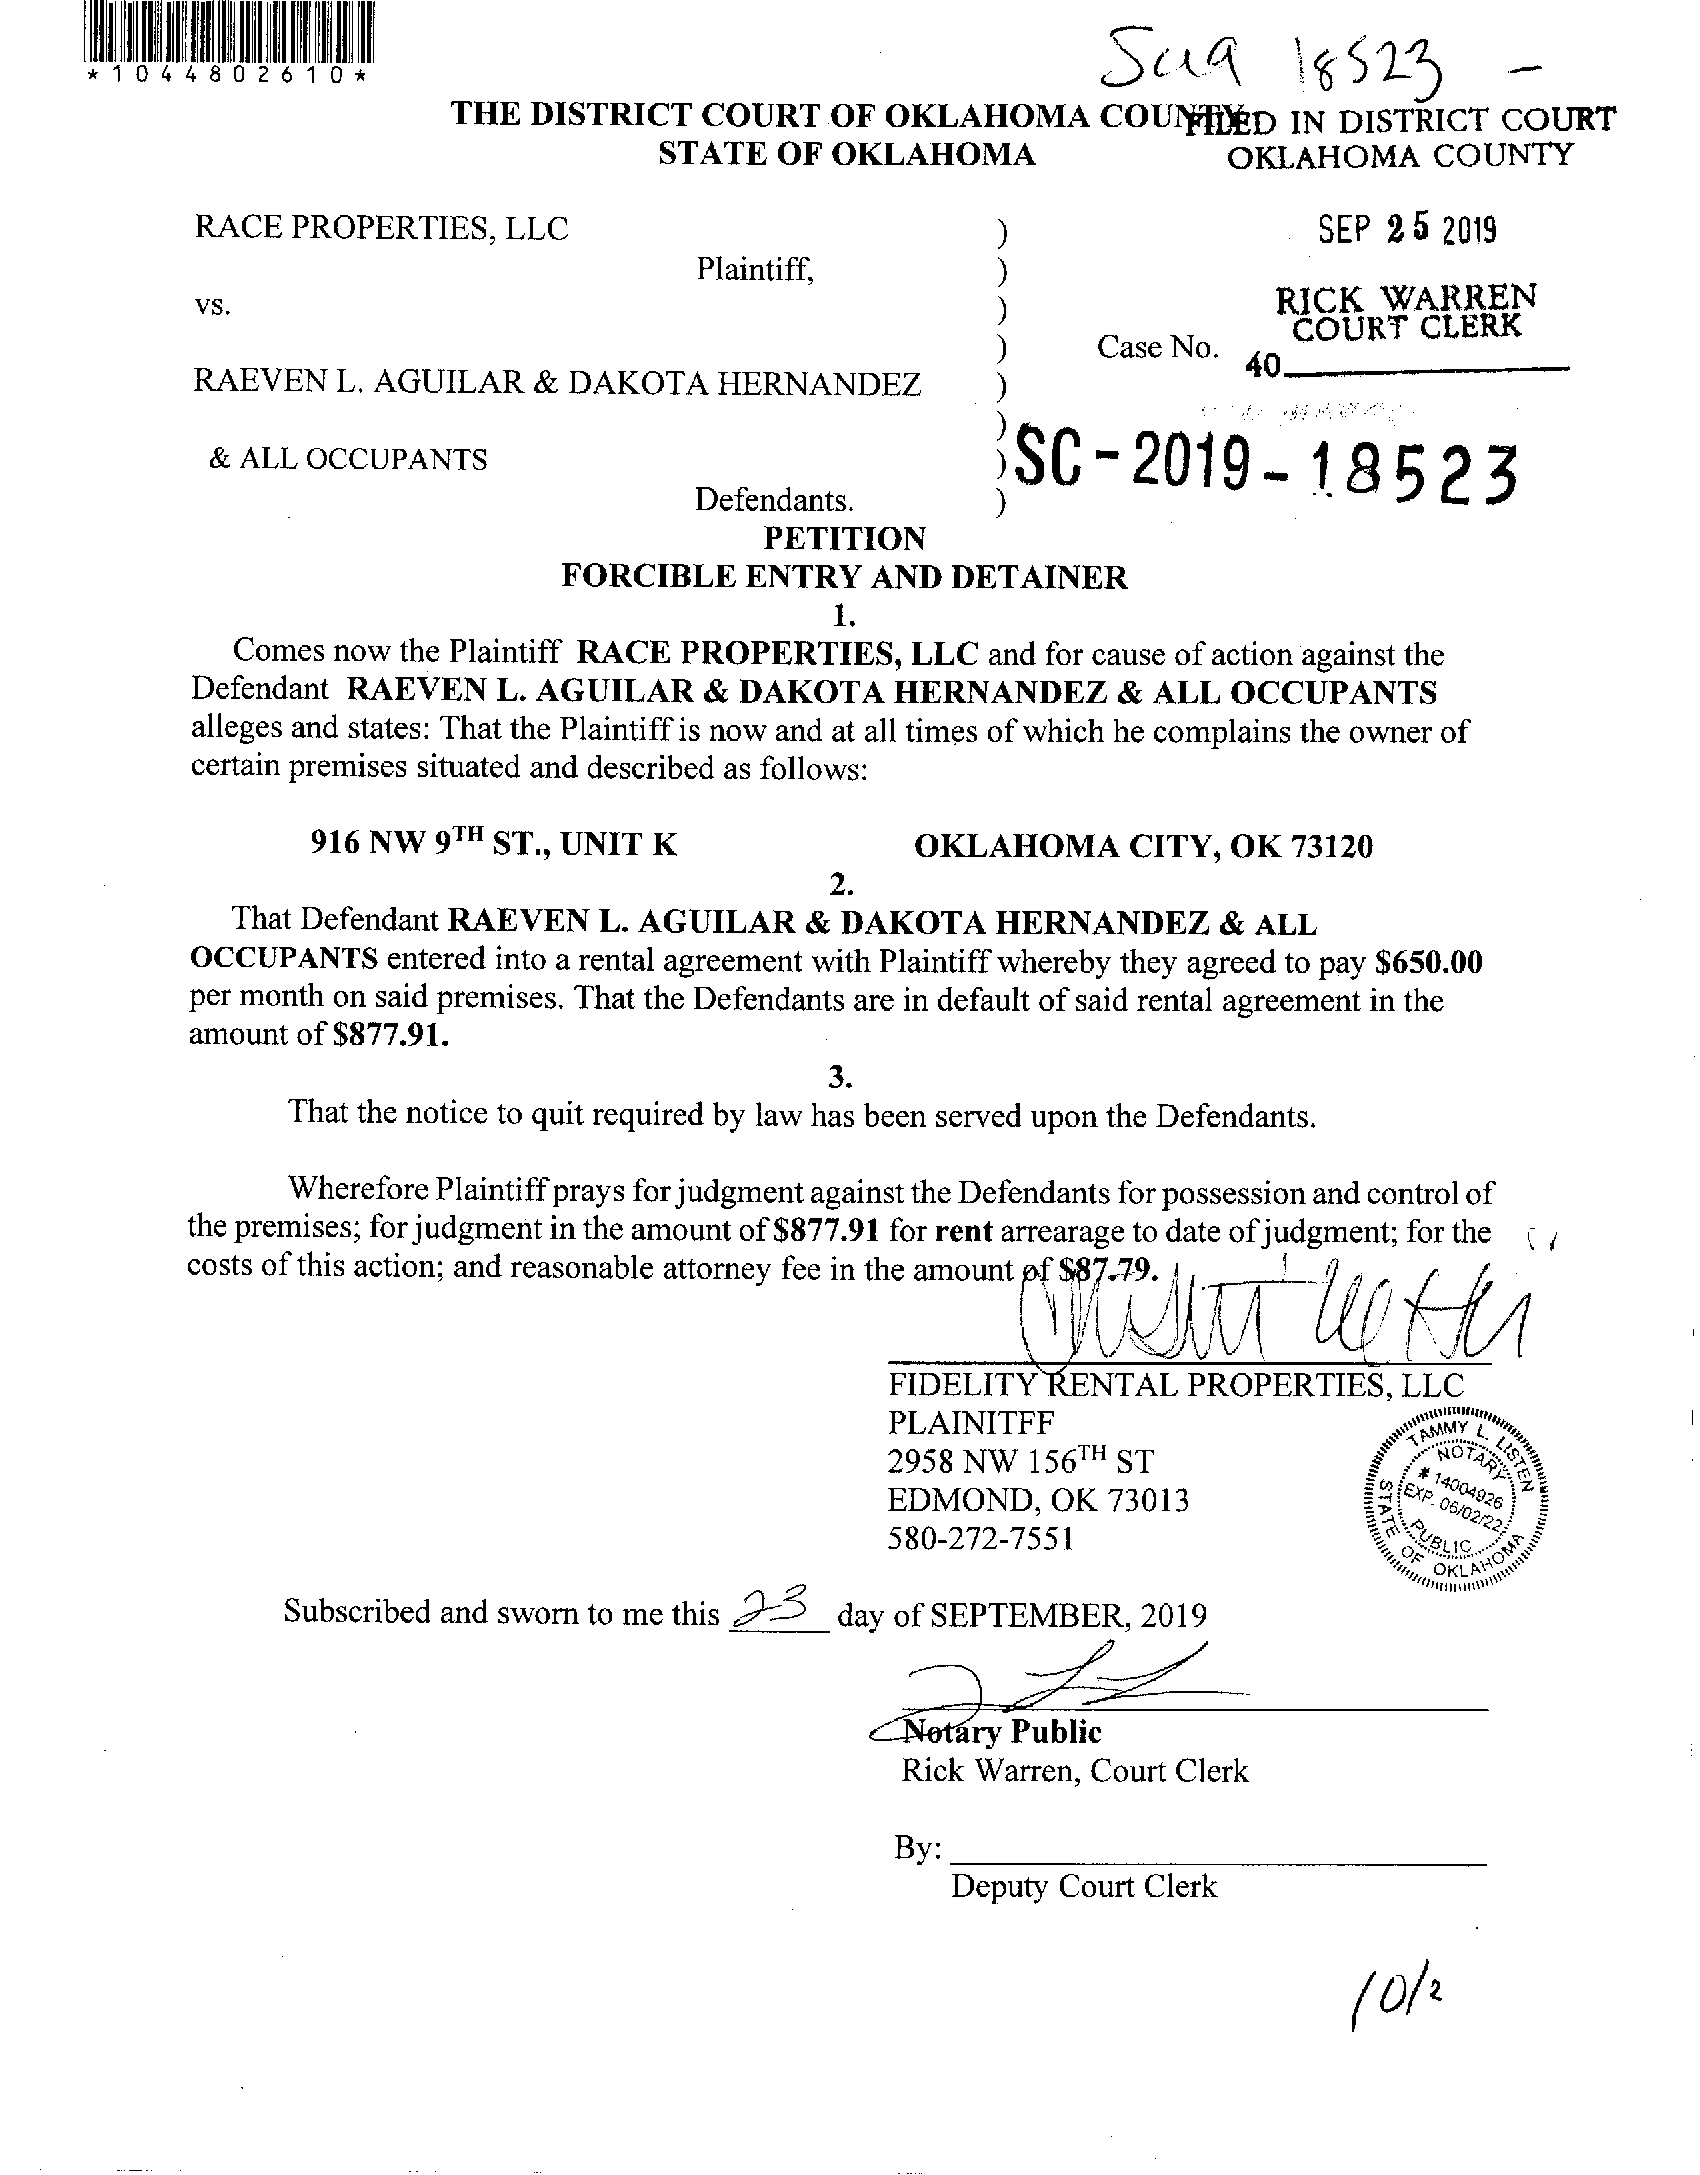 *1044802610*
18523 -
THE DISTRICT COURT OF OKLAHOMA COUNTY
STATE OF OKLAHOMA
FILED IN DISTRICT COURT
OKLAHOMA COUNTY
SEP 25 2019
RICK WARREN
COURT CLERK
40
RACE PROPERTIES, LLC )
Plaintiff, )
vs. )
) Case No.
RAEVEN L. AGUILAR & DAKOTA HERNANDEZ )
)
& ALL OCCUPANTS ) SC-2019-18523
Defendants. )
PETITION
FORCIBLE ENTRY AND DETAINER
1.
Comes now the Plaintiff RACE PROPERTIES, LLC and for cause of action against the
Defendant RAEVEN L. AGUILAR & DAKOTA HERNANDEZ & ALL OCCUPANTS
alleges and states: That the Plaintiff is now and at all times of which he complains the owner of
certain premises situated and described as follows:
916 NW 9TH ST., UNIT K OKLAHOMA CITY, OK 73120
2.
That Defendant RAEVEN L. AGUILAR & DAKOTA HERNANDEZ & ALL
OCCUPANTS entered into a rental agreement with Plaintiff whereby they agreed to pay $650.00
per month on said premises. That the Defendants are in default of said rental agreement in the
amount of $877.91.
3.
That the notice to quit required by law has been served upon the Defendants.
Wherefore Plaintiff prays for judgment against the Defendants for possession and control of
the premises; for judgment in the amount of $877.91 for rent arrearage to date of judgment; for the
costs of this action; and reasonable attorney fee in the amount of $87.79.
FIDELITY RENTAL PROPERTIES, LLC
PLAINITFF
2958 NW 156TH ST
EDMOND, OK 73013
580-272-7551
TAMMY L. LISTEN
NOTARY
# 14004926
EXP. 06/02/22
PUBLIC
STATE OF OKLAHOMA
Subscribed and sworn to me this 23 day of SEPTEMBER, 2019
Notary Public
Rick Warren, Court Clerk
By:
Deputy Court Clerk
10/2